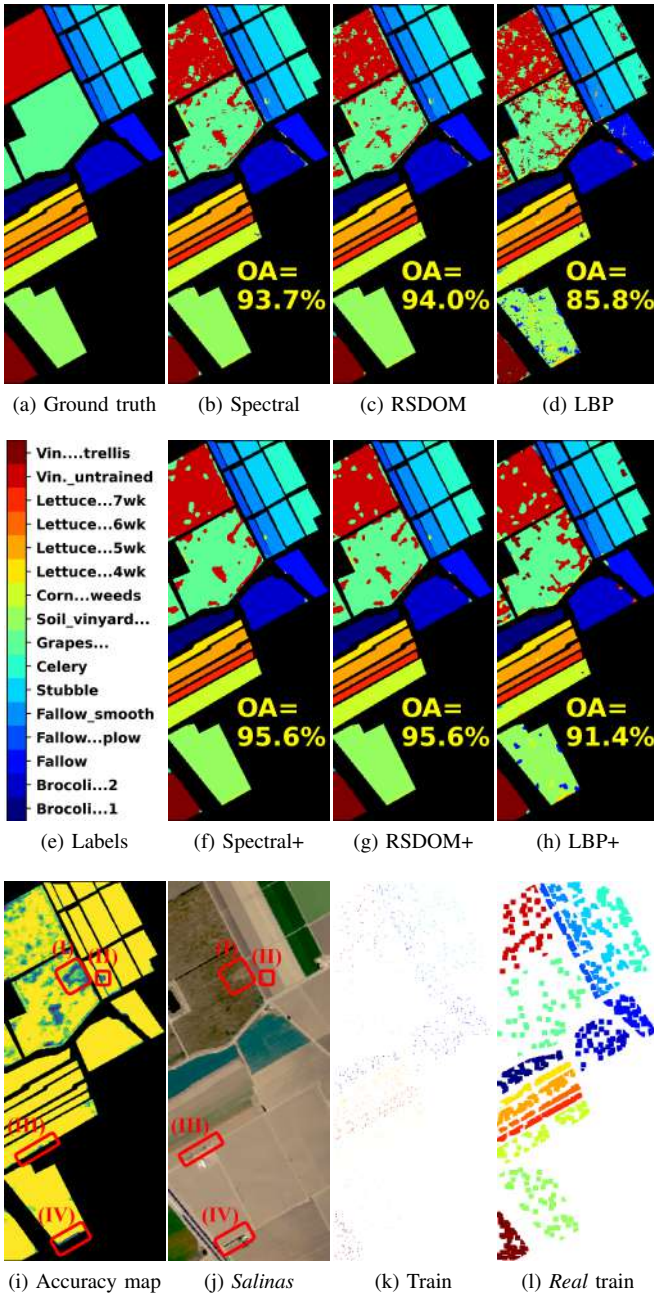 OA=
93.7%
OA=
94.0%
OA=
85.8%
(a) Ground truth
(b) Spectral
(c) RSDOM
(d) LBP
Vin....trellis
Vin._untrained
Lettuce...7wk
Lettuce...6wk
Lettuce...5wk
Lettuce...4wk
Corn...weeds
Soil_vinyard...
Grapes...
Celery
Stubble
Fallow_smooth
Fallow...plow
Fallow
Brocoli...2
Brocoli...1
OA=
95.6%
OA=
95.6%
OA=
91.4%
(e) Labels
(f) Spectral+
(g) RSDOM+
(h) LBP+
(I)
(II)
(III)
(IV)
(I)
(II)
(III)
(IV)
(i) Accuracy map
(j) Salinas
(k) Train
(l) Real train